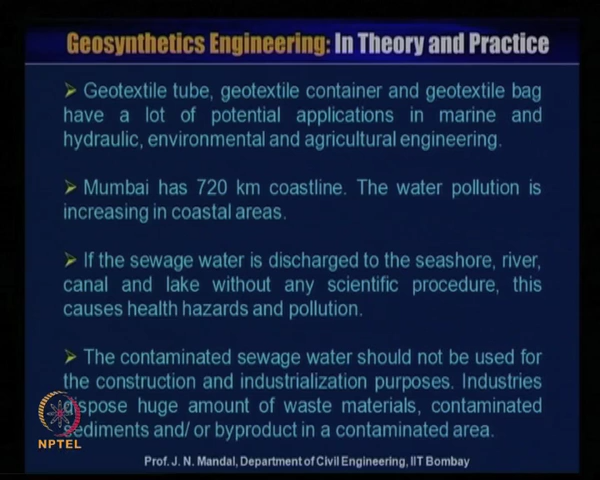 Geosynthetics Engineering: In Theory and Practice
➢ Geotextile tube, geotextile container and geotextile bag
have a lot of potential applications in marine and
hydraulic, environmental and agricultural engineering.
➢ Mumbai has 720 km coastline. The water pollution is
increasing in coastal areas.
➢ If the sewage water is discharged to the seashore, river,
canal and lake without any scientific procedure, this
causes health hazards and pollution.
➢ The contaminated sewage water should not be used for
the construction and industrialization purposes. Industries
dispose huge amount of waste materials, contaminated
sediments and/ or byproduct in a contaminated area.
NPTEL
Prof. J. N. Mandal, Department of Civil Engineering, IIT Bombay